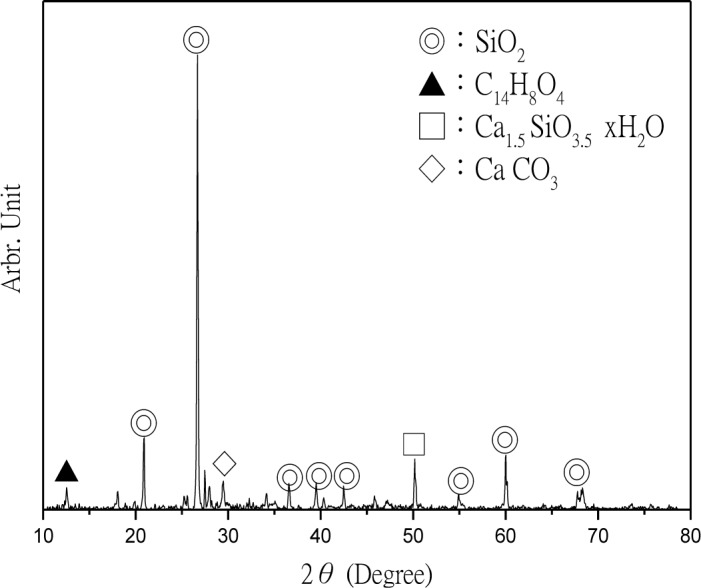 ◎ : SiO₂
▲ : C₁₄H₈O₄
□ : Ca₁.₅ SiO₃.₅ xH₂O
◇ : Ca CO₃
Arbr. Unit
10 20 30 40 50 60 70 80
2θ (Degree)